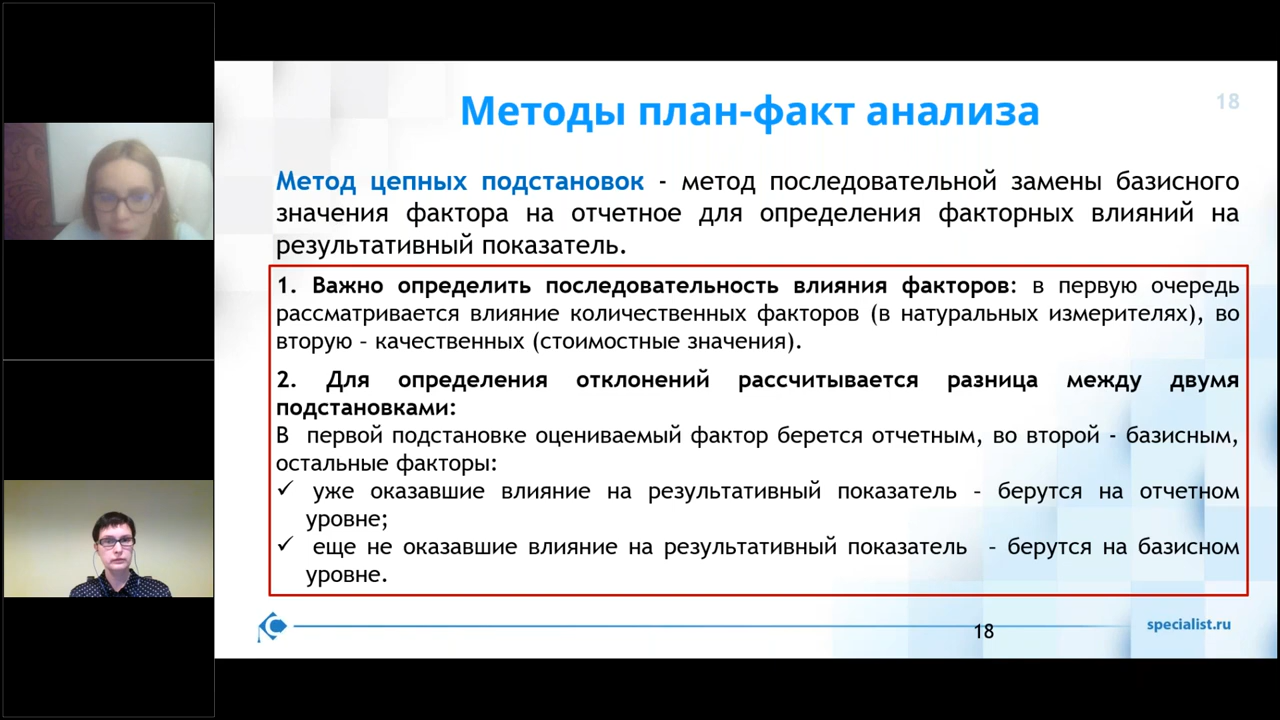 Методы план-факт анализа
18
Метод цепных подстановок - метод последовательной замены базисного
значения фактора на отчетное для определения факторных влияний на
результативный показатель.
1. Важно определить последовательность влияния факторов: в первую очередь
рассматривается влияние количественных факторов (в натуральных измерителях), во
вторую – качественных (стоимостные значения).
2. Для определения отклонений рассчитывается разница между двумя
подстановками:
В первой подстановке оцениваемый фактор берется отчетным, во второй - базисным,
остальные факторы:
✓ уже оказавшие влияние на результативный показатель – берутся на отчетном
уровне;
✓ еще не оказавшие влияние на результативный показатель – берутся на базисном
уровне.
18
specialist.ru